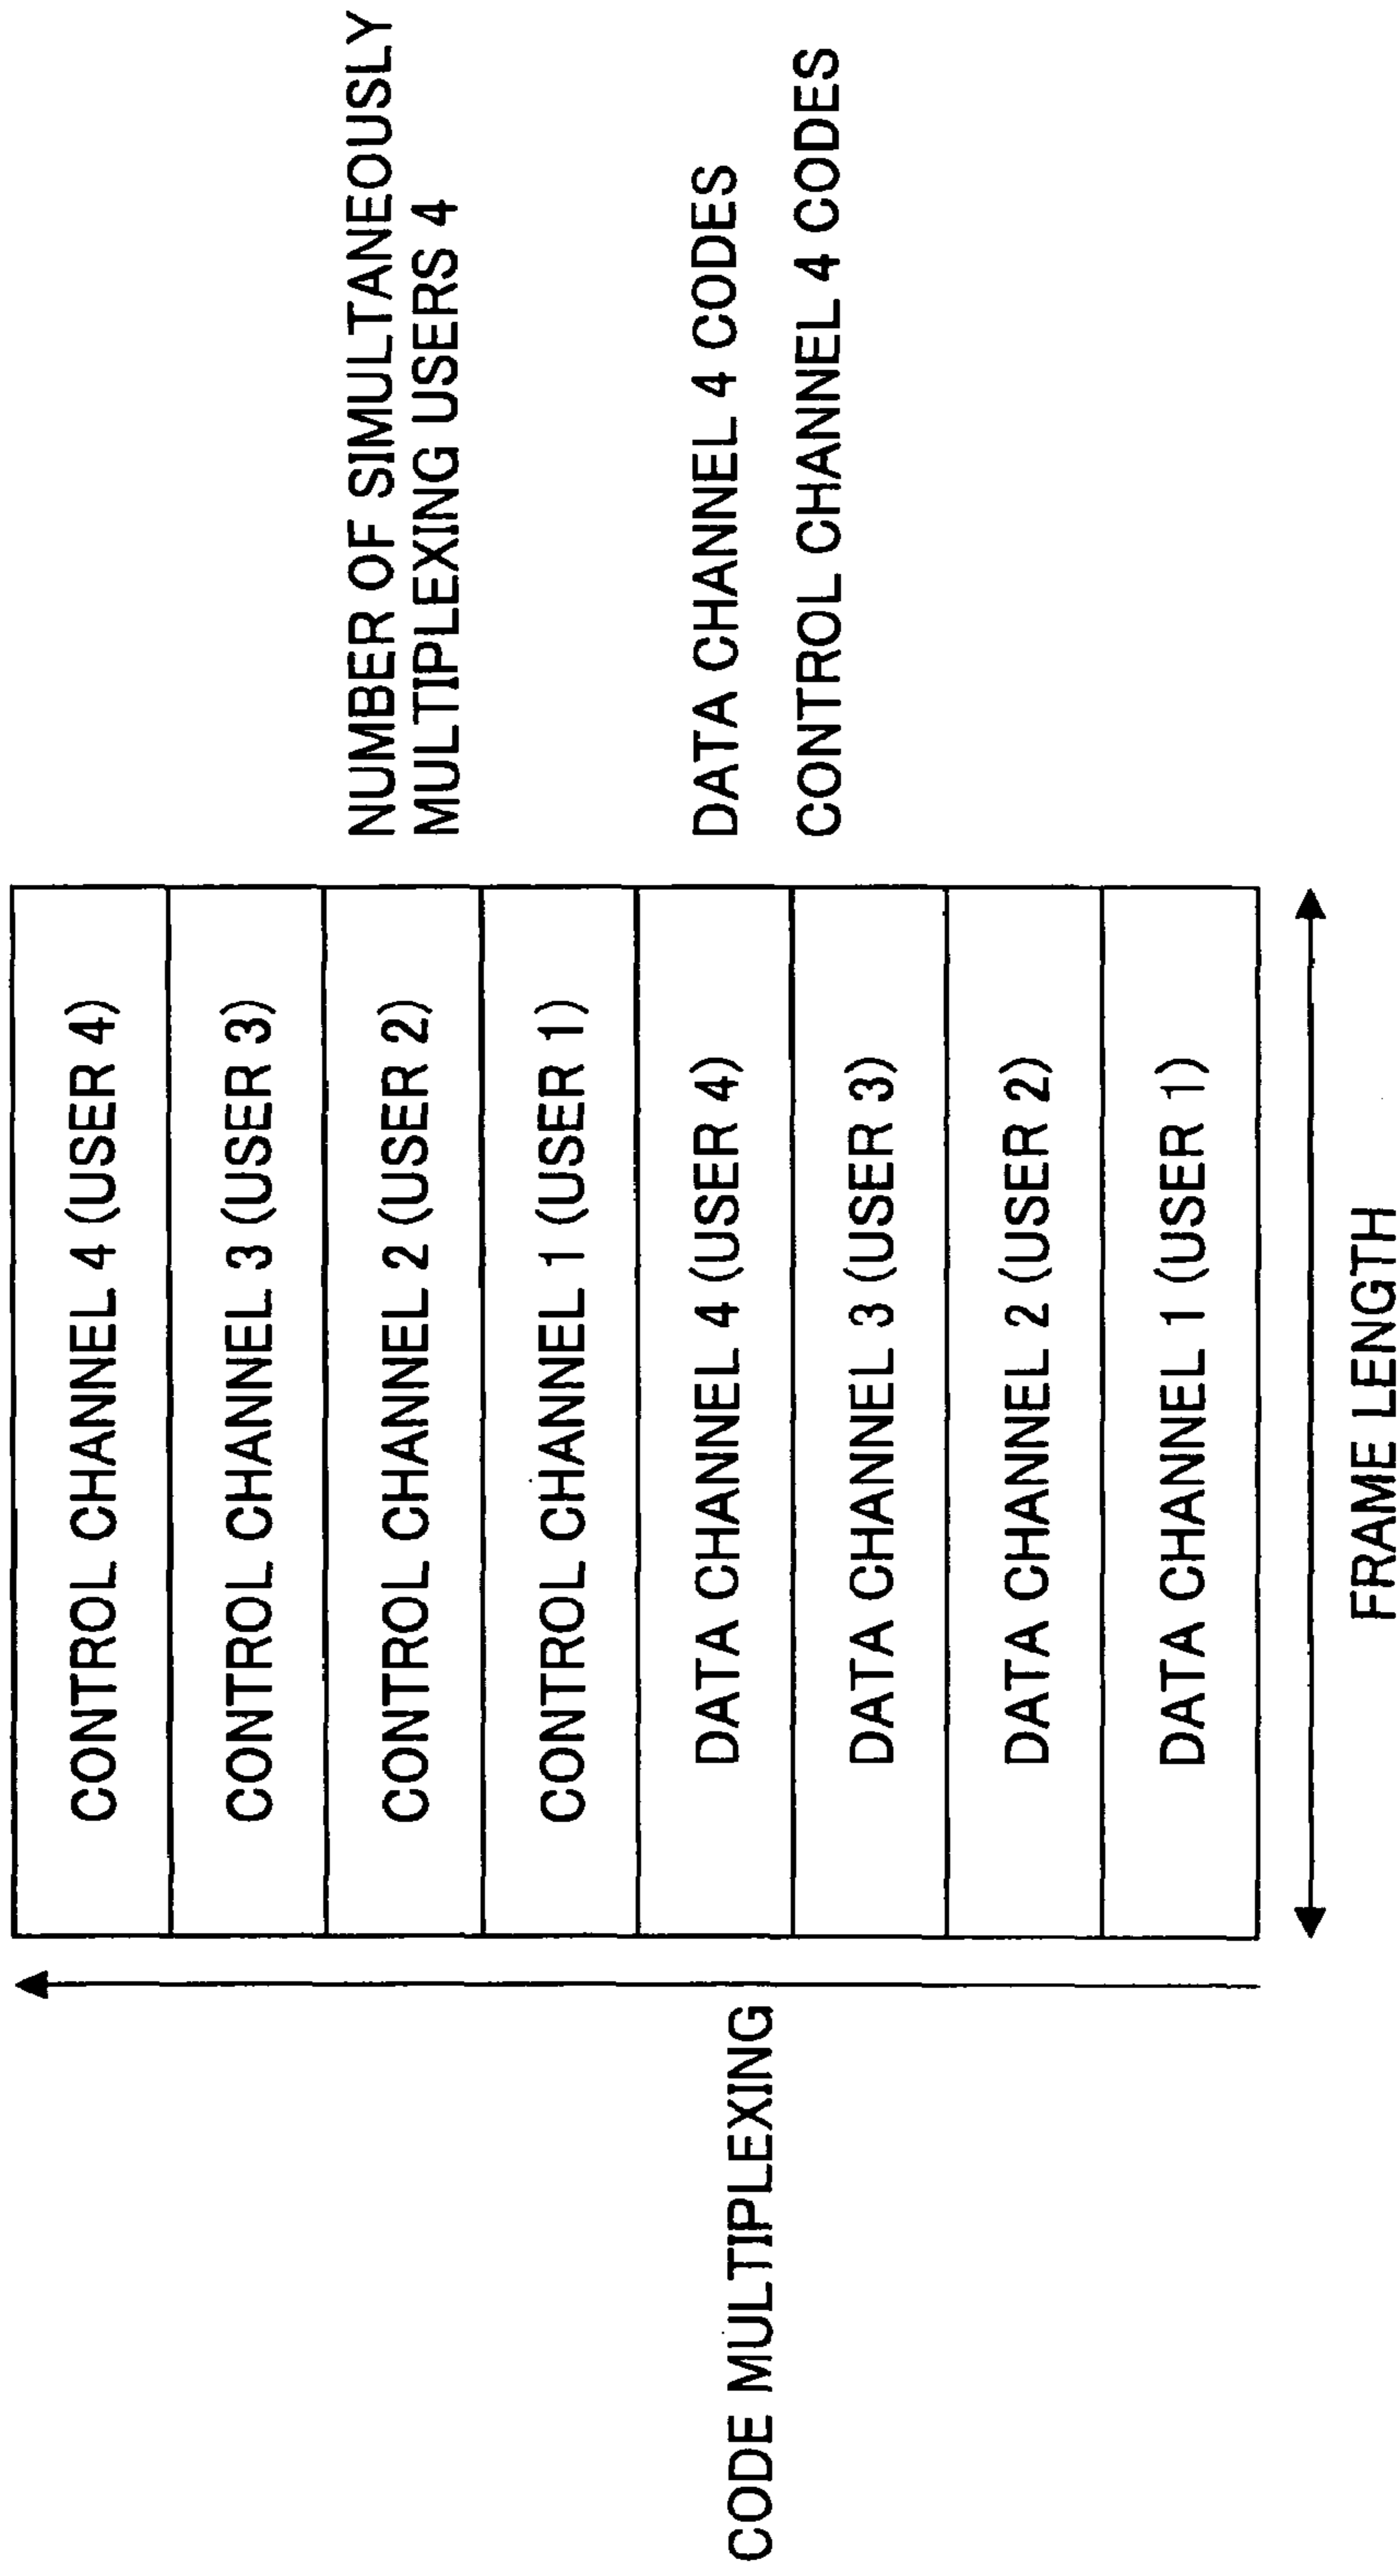 CODE MULTIPLEXING
CONTROL CHANNEL 4 (USER 4)
CONTROL CHANNEL 3 (USER 3)
CONTROL CHANNEL 2 (USER 2)
CONTROL CHANNEL 1 (USER 1)
DATA CHANNEL 4 (USER 4)
DATA CHANNEL 3 (USER 3)
DATA CHANNEL 2 (USER 2)
DATA CHANNEL 1 (USER 1)
FRAME LENGTH
NUMBER OF SIMULTANEOUSLY
MULTIPLEXING USERS 4
DATA CHANNEL 4 CODES
CONTROL CHANNEL 4 CODES